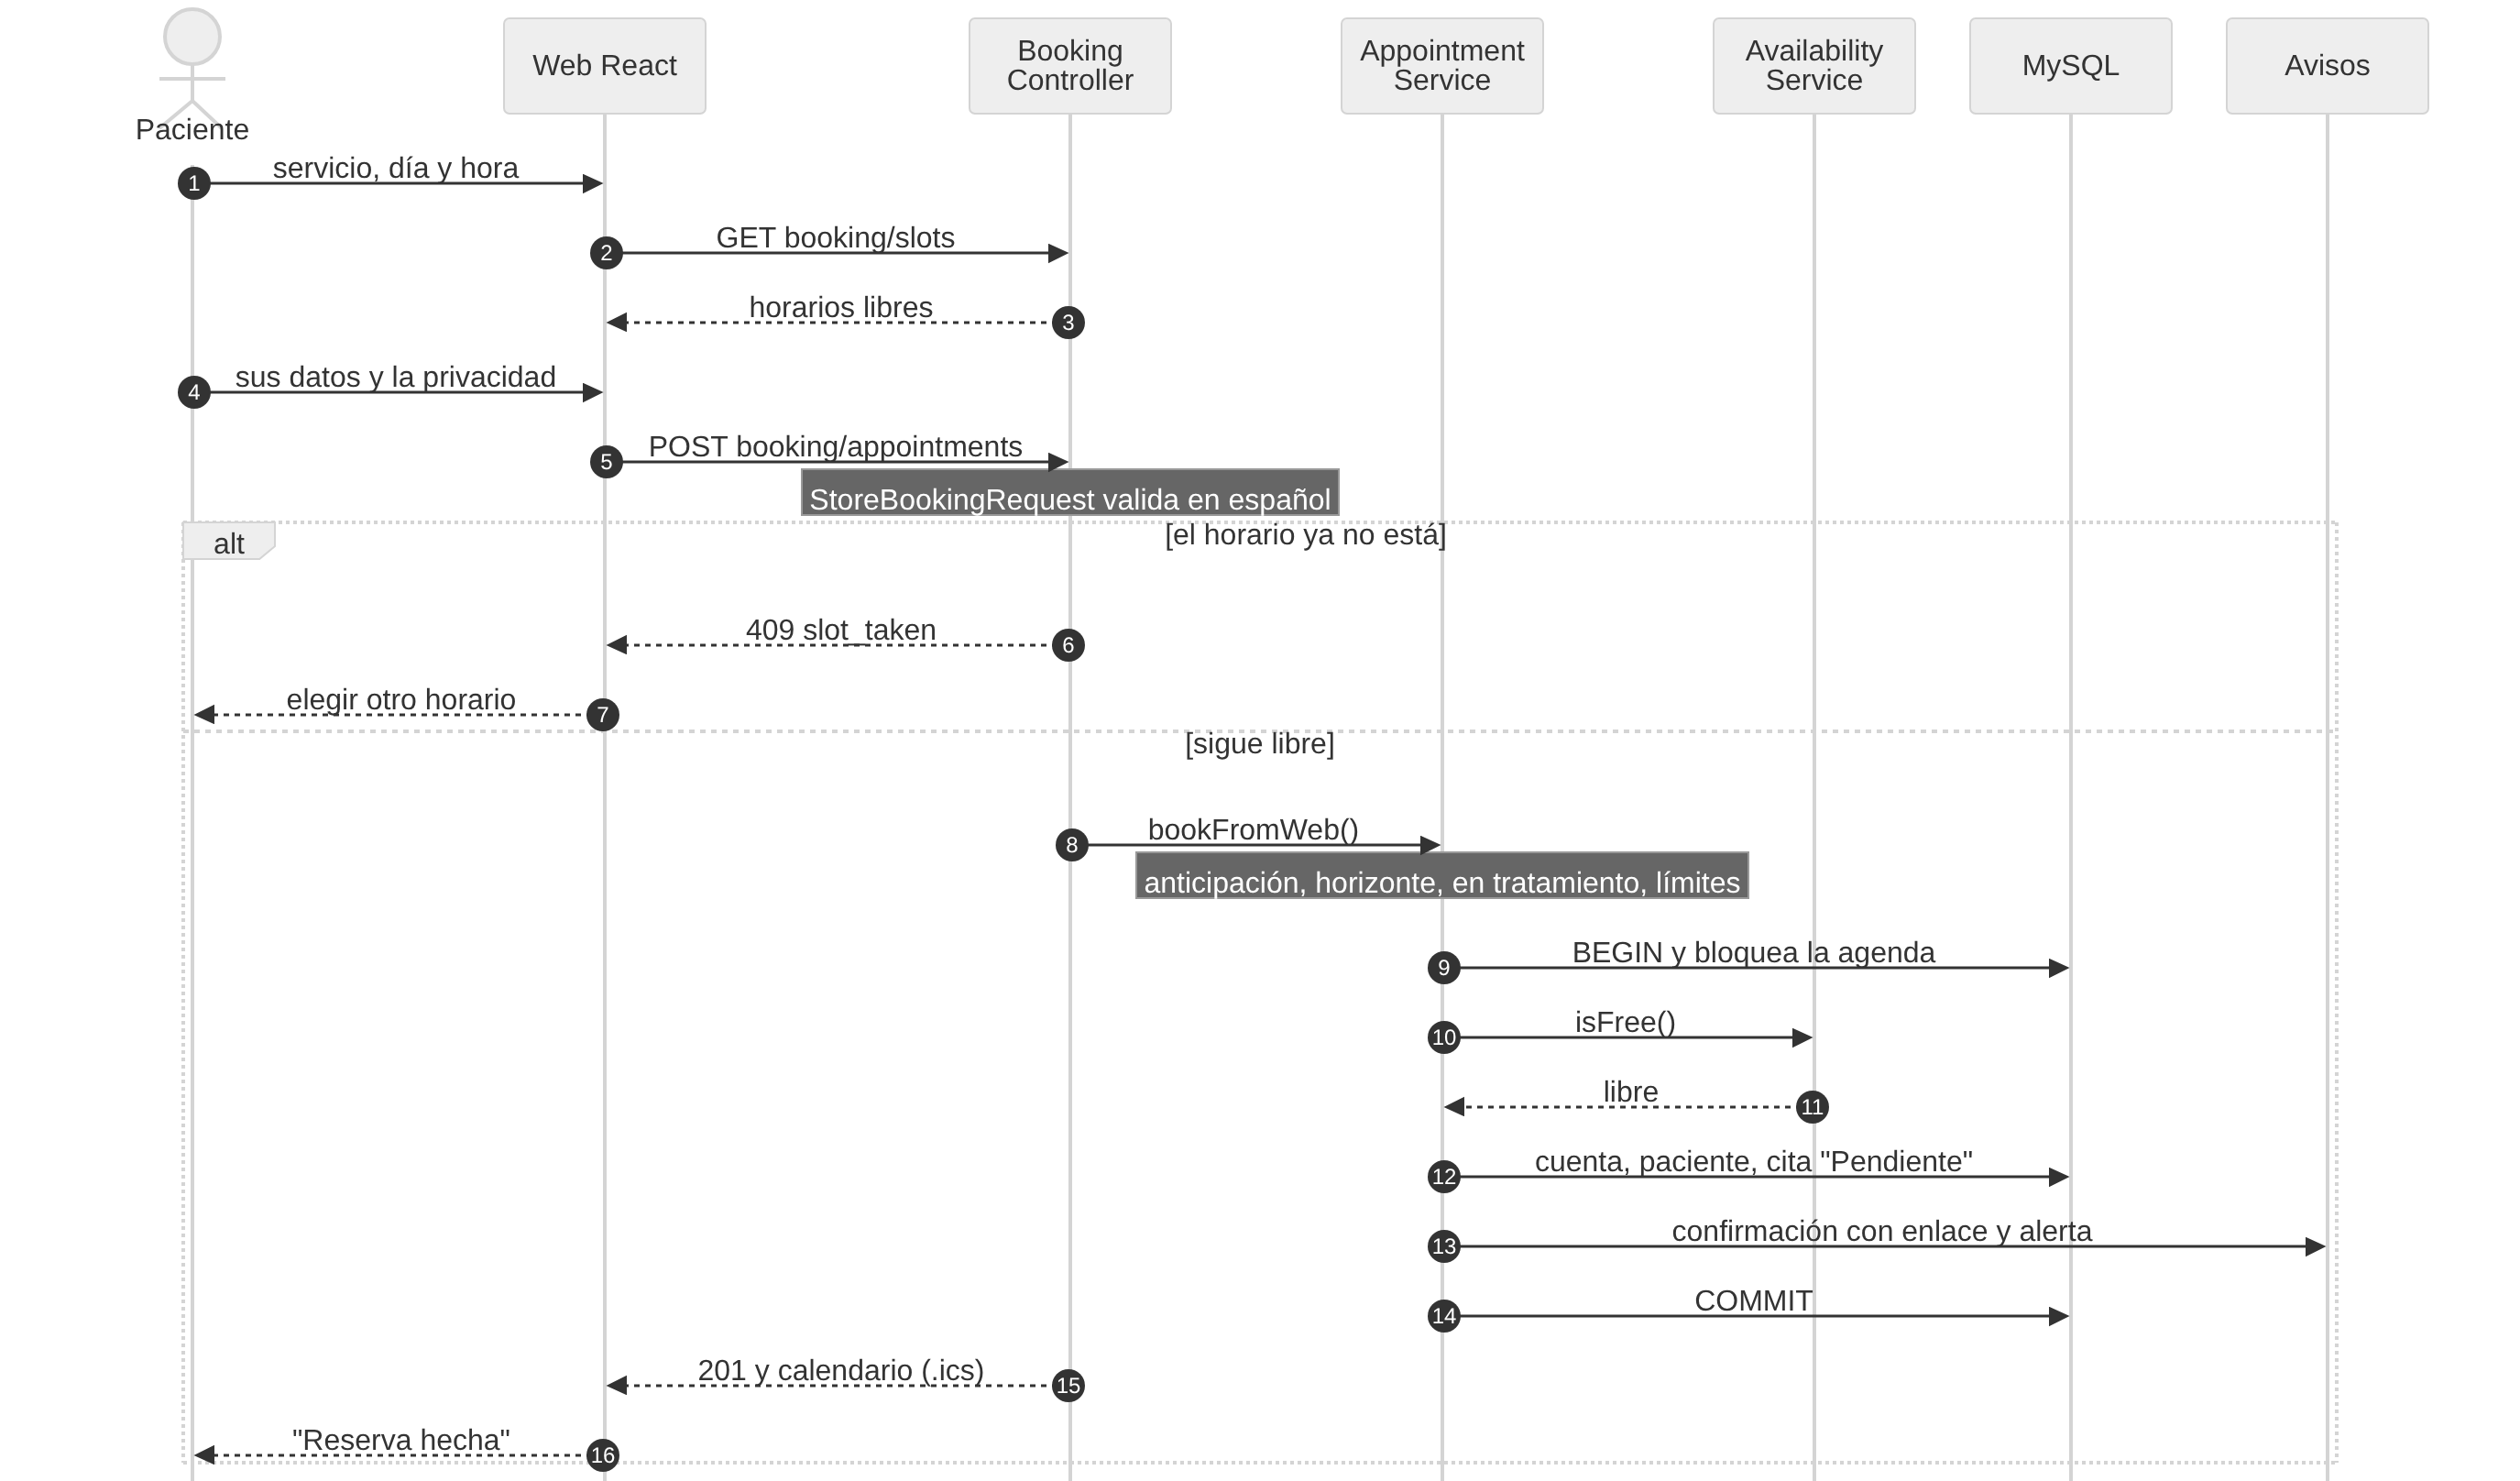 Paciente
Web React
Booking
Controller
Appointment
Service
Availability
Service
MySQL
Avisos
1 servicio, día y hora
2 GET booking/slots
horarios libres 3
4 sus datos y la privacidad
5 POST booking/appointments
StoreBookingRequest valida en español
alt
[el horario ya no está]
409 slot_taken 6
elegir otro horario 7
[sigue libre]
8 bookFromWeb()
anticipación, horizonte, en tratamiento, límites
9 BEGIN y bloquea la agenda
10 isFree()
libre 11
12 cuenta, paciente, cita "Pendiente"
13 confirmación con enlace y alerta
14 COMMIT
201 y calendario (.ics) 15
"Reserva hecha" 16